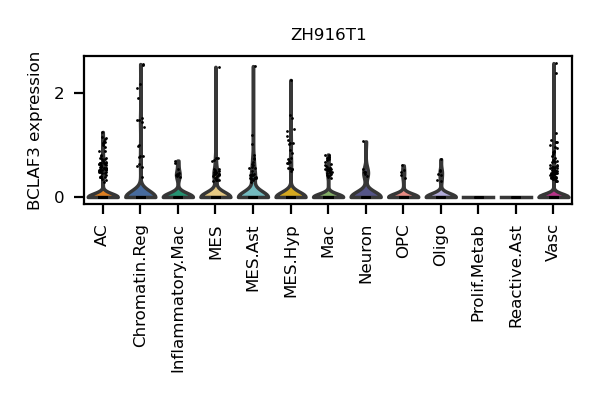 ZH916T1
BCLAF3 expression
2
0
AC
Chromatin.Reg
Inflammatory.Mac
MES
MES.Ast
MES.Hyp
Mac
Neuron
OPC
Oligo
Prolif.Metab
Reactive.Ast
Vasc